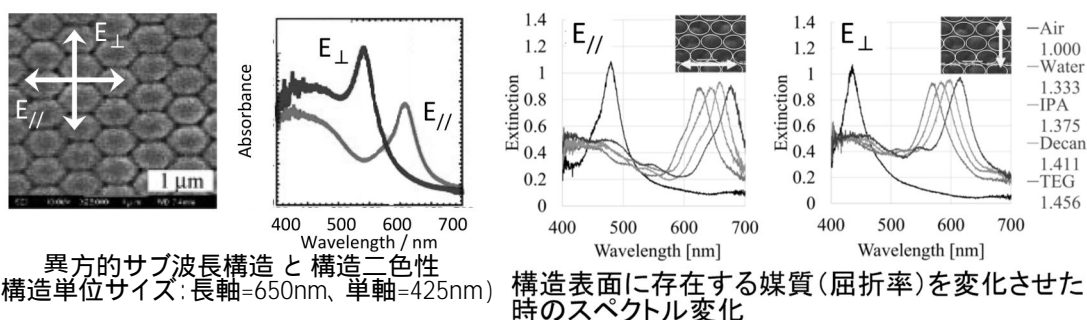 E⊥
E//
1 μm
Absorbance
E⊥
E//
400 500 600 700
Wavelength / nm
異方的サブ波長構造 と 構造二色性
構造単位サイズ：長軸=650nm、単軸=425nm)
1.4
1.2
1
0.8
0.6
0.4
0.2
0
Extinction
E//
400 500 600 700
Wavelength [nm]
1.4
1.2
1
0.8
0.6
0.4
0.2
0
Extinction
E⊥
400 500 600 700
Wavelength [nm]
Air
1.000
Water
1.333
IPA
1.375
Decan
1.411
TEG
1.456
構造表面に存在する媒質（屈折率）を変化させた
時のスペクトル変化